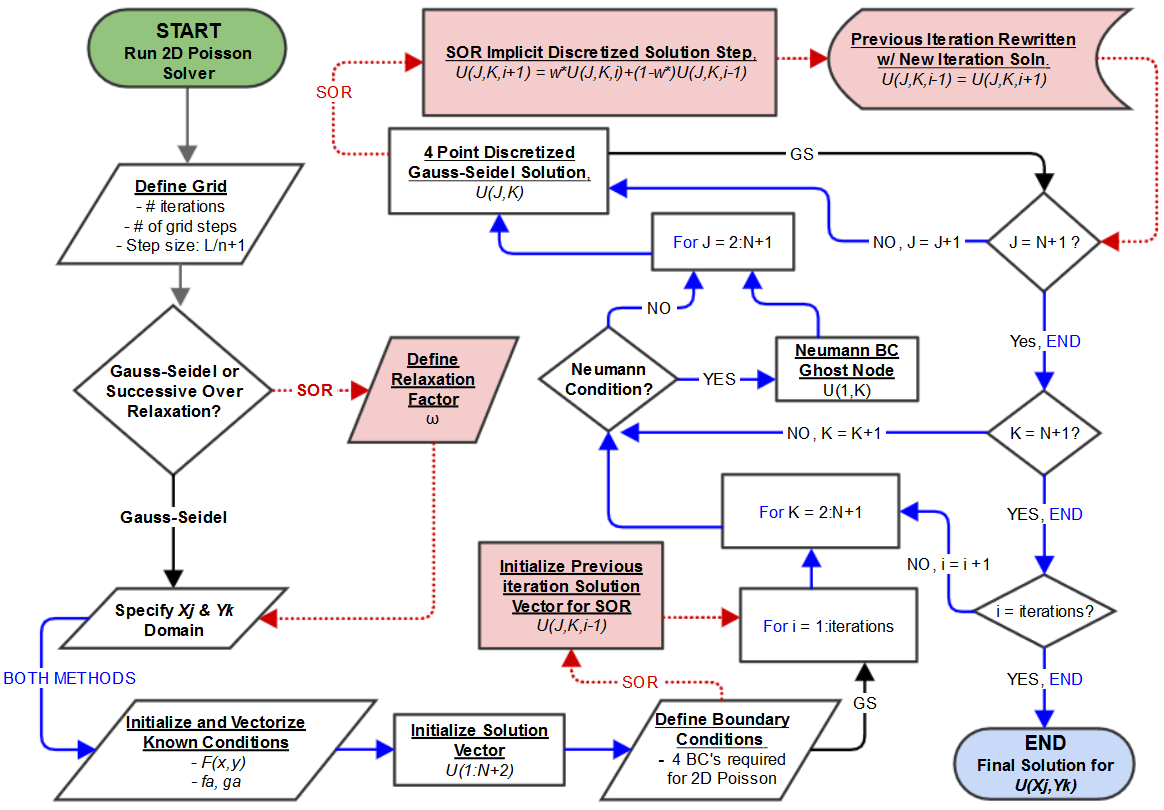 START
Run 2D Poisson
Solver
Define Grid
- # iterations
- # of grid steps
- Step size: L/n+1
Gauss-Seidel or
Successive Over
Relaxation?
SOR
Define
Relaxation
Factor
ω
Gauss-Seidel
Specify Xj & Yk
Domain
BOTH METHODS
Initialize and Vectorize
Known Conditions
- F(x,y)
- fa, ga
Initialize Solution
Vector
U(1:N+2)
Define Boundary
Conditions
- 4 BC's required
for 2D Poisson
SOR
GS
Initialize Previous
iteration Solution
Vector for SOR
U(J,K,i-1)
For i = 1:iterations
For K = 2:N+1
Neumann
Condition?
YES
NO
Neumann BC
Ghost Node
U(1,K)
For J = 2:N+1
4 Point Discretized
Gauss-Seidel Solution,
U(J,K)
SOR
GS
SOR Implicit Discretized Solution Step,
U(J,K,i+1) = w*U(J,K,i)+(1-w*)U(J,K,i-1)
Previous Iteration Rewritten
w/ New Iteration Soln.
U(J,K,i-1) = U(J,K,i+1)
J = N+1 ?
NO, J = J+1
Yes, END
K = N+1?
NO, K = K+1
YES, END
i = iterations?
NO, i = i +1
YES, END
END
Final Solution for
U(Xj,Yk)